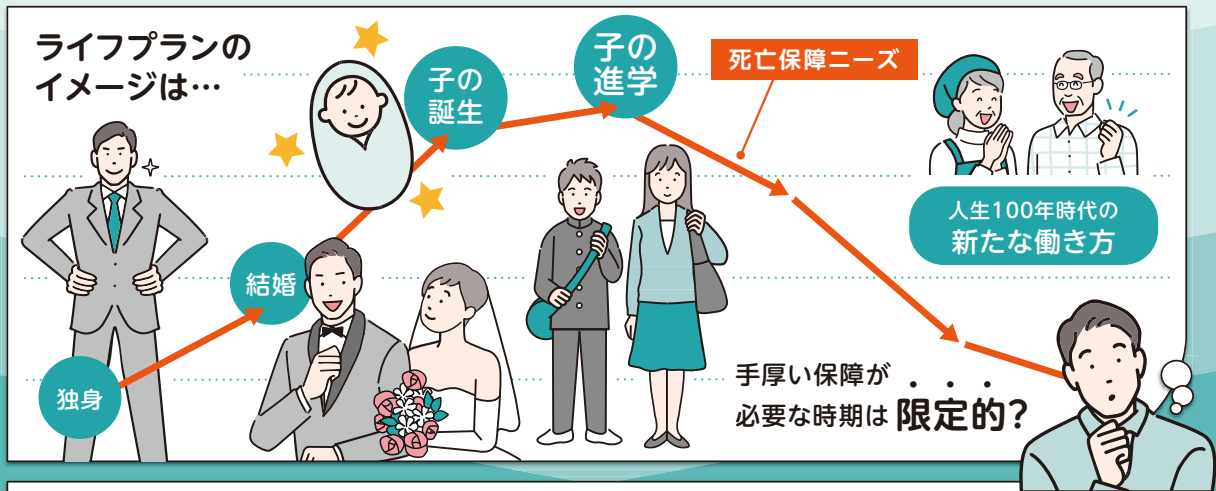 ライフプランの
イメージは…
子の
誕生
子の
進学
死亡保障ニーズ
人生100年時代の
新たな働き方
結婚
独身
手厚い保障が
必要な時期は限定的?